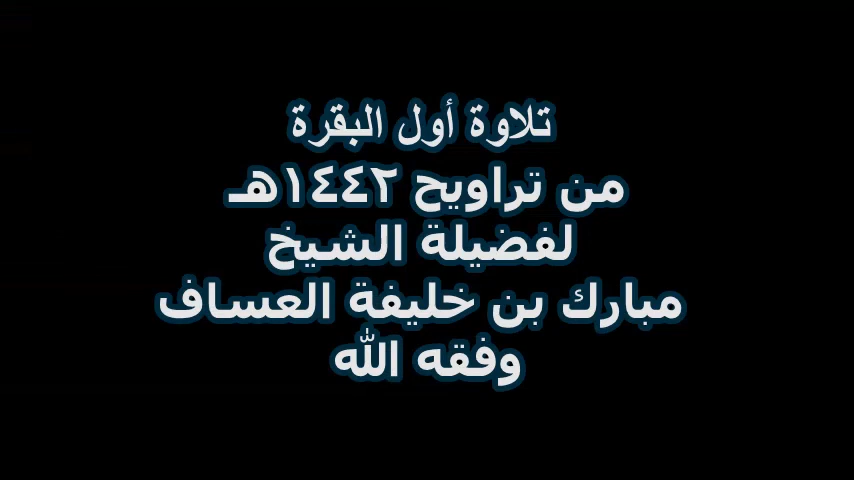 تلاوة أول البقرة
من تراويح ١٤٤٢هـ
لفضيلة الشيخ
مبارك بن خليفة العساف
وفقه الله